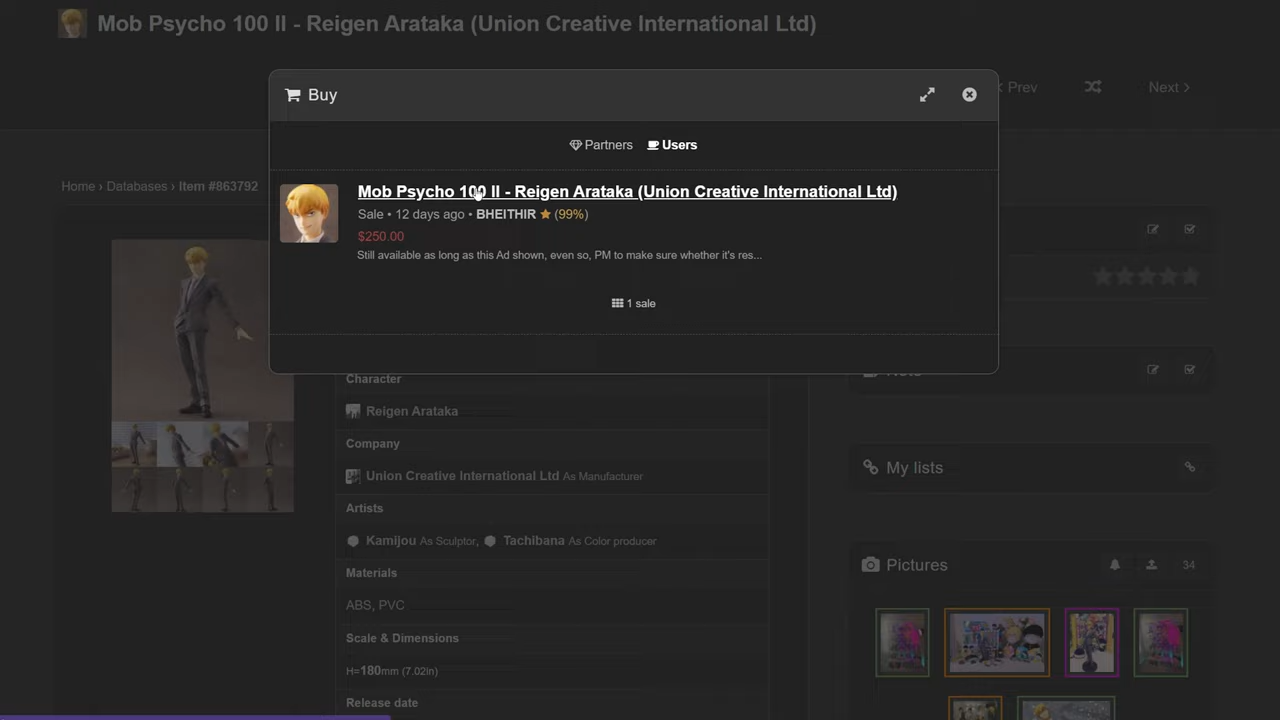 Mob Psycho 100 II - Reigen Arataka (Union Creative International Ltd)
Prev
Next
Buy
Partners
Users
Home › Databases › Item #863792
Mob Psycho 100 II - Reigen Arataka (Union Creative International Ltd)
Sale • 12 days ago • BHEITHIR (99%)
$250.00
Still available as long as this Ad shown, even so, PM to make sure whether it's res...
1 sale
Character
Reigen Arataka
Company
Union Creative International Ltd As Manufacturer
Artists
Kamijou As Sculptor, Tachibana As Color producer
Materials
ABS, PVC
Scale & Dimensions
H=180mm (7.02in)
Release date
My lists
Pictures
34